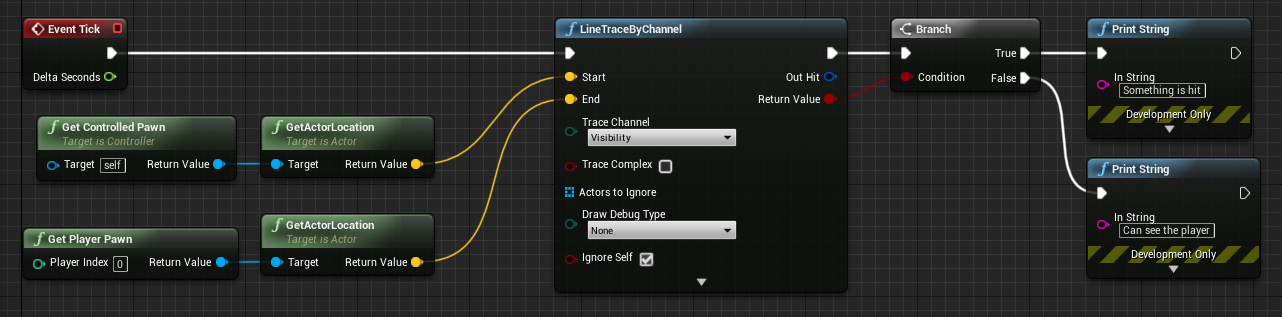 Event Tick
Delta Seconds
Get Controlled Pawn
Target is Controller
Target self Return Value
GetActorLocation
Target is Actor
Target Return Value
Get Player Pawn
Player Index 0 Return Value
GetActorLocation
Target is Actor
Target Return Value
LineTraceByChannel
Start Out Hit
End Return Value
Trace Channel
Visibility
Trace Complex
Actors to Ignore
Draw Debug Type
None
Ignore Self
Branch
True
Condition False
Print String
In String
Something is hit
Development Only
Print String
In String
Can see the player
Development Only